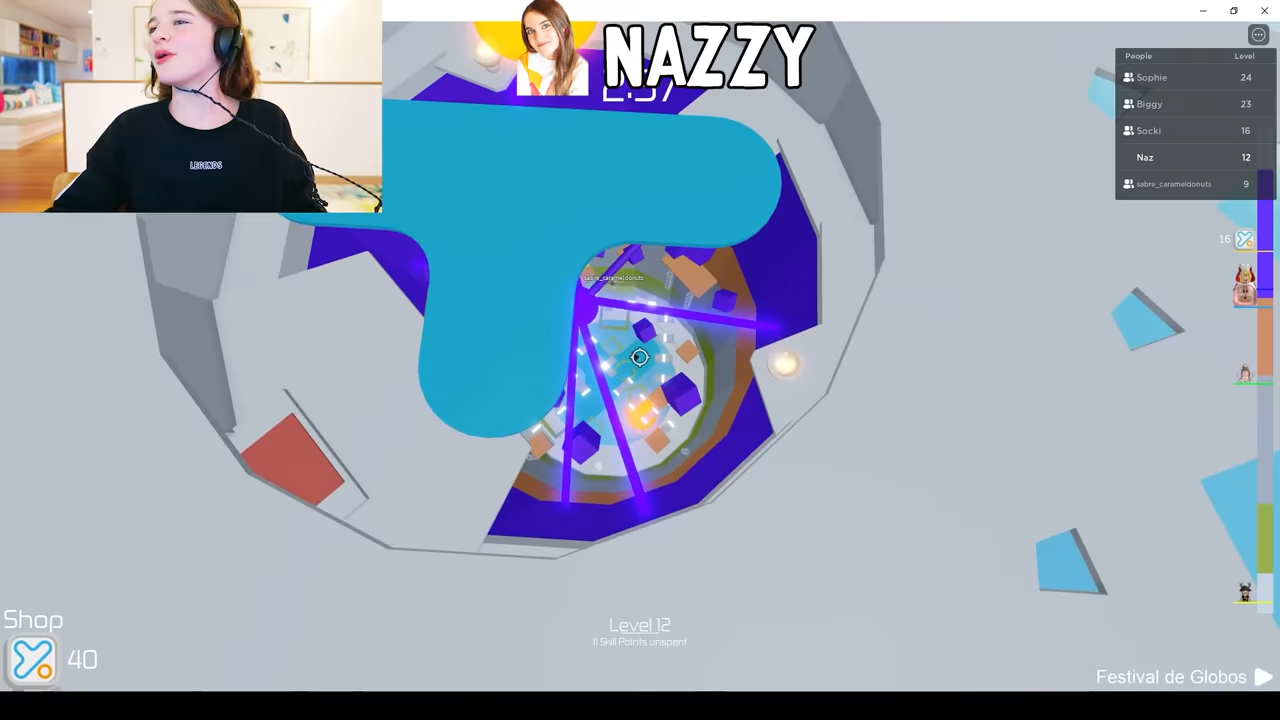 NAZZY
People Level
Sophie 24
Biggy 23
Socki 16
Naz 12
sabre_carameldonuts 9
LEGENDS
16
sabre_carameldonuts
Level 12
11 Skill Points unspent
Shop
40
Festival de Globos